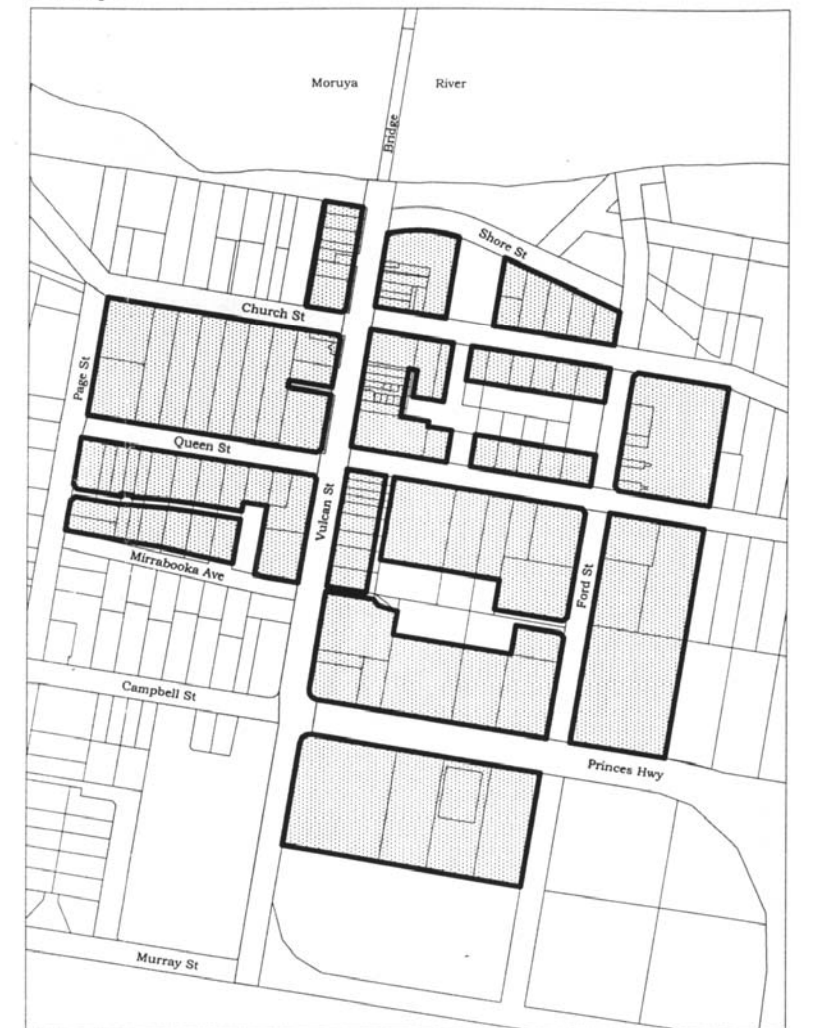 Moruya River
Bridge
Shore St
Church St
Page St
Queen St
Vulcan St
Mirrabooka Ave
Ford St
Campbell St
Princes Hwy
Murray St